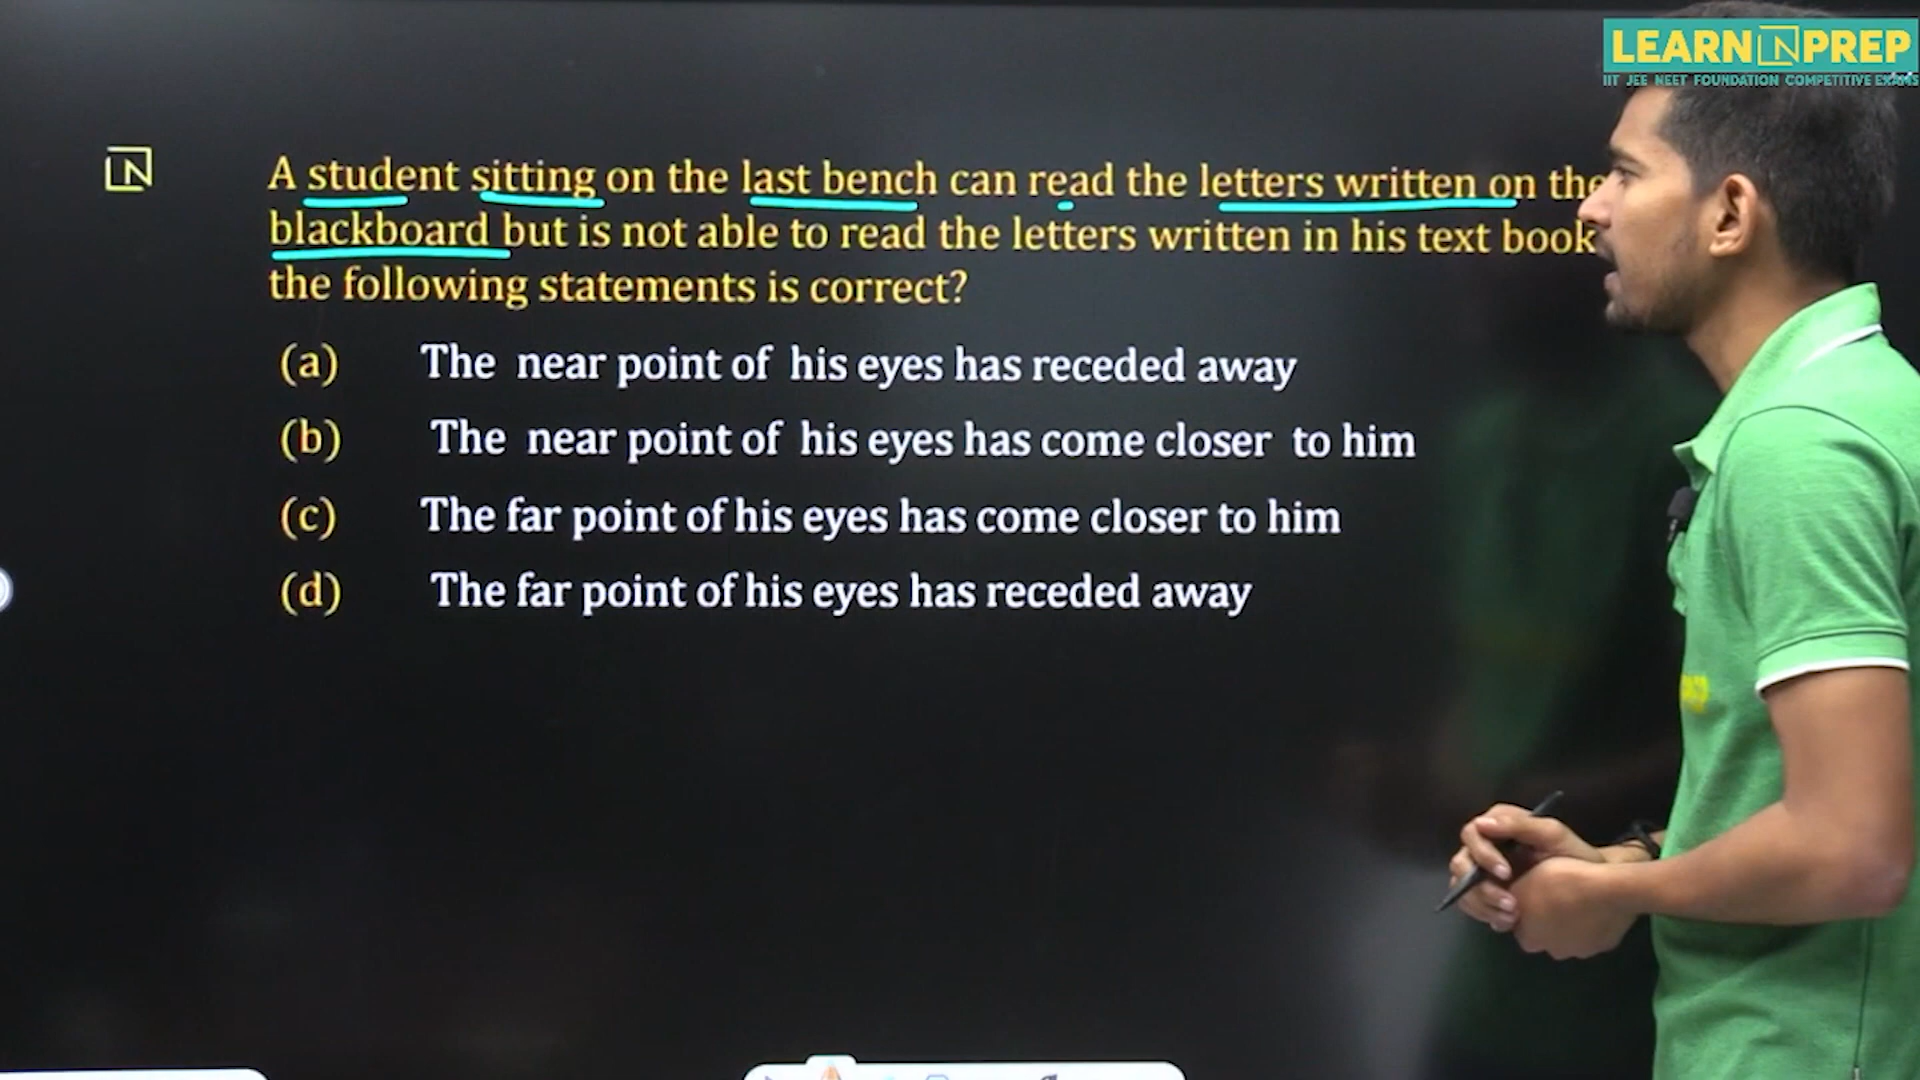 LEARN N PREP
IIT JEE NEET FOUNDATION COMPETITIVE EXAMS
LN
A student sitting on the last bench can read the letters written on the
blackboard but is not able to read the letters written in his text book
the following statements is correct?
(a) The near point of his eyes has receded away
(b) The near point of his eyes has come closer to him
(c) The far point of his eyes has come closer to him
(d) The far point of his eyes has receded away